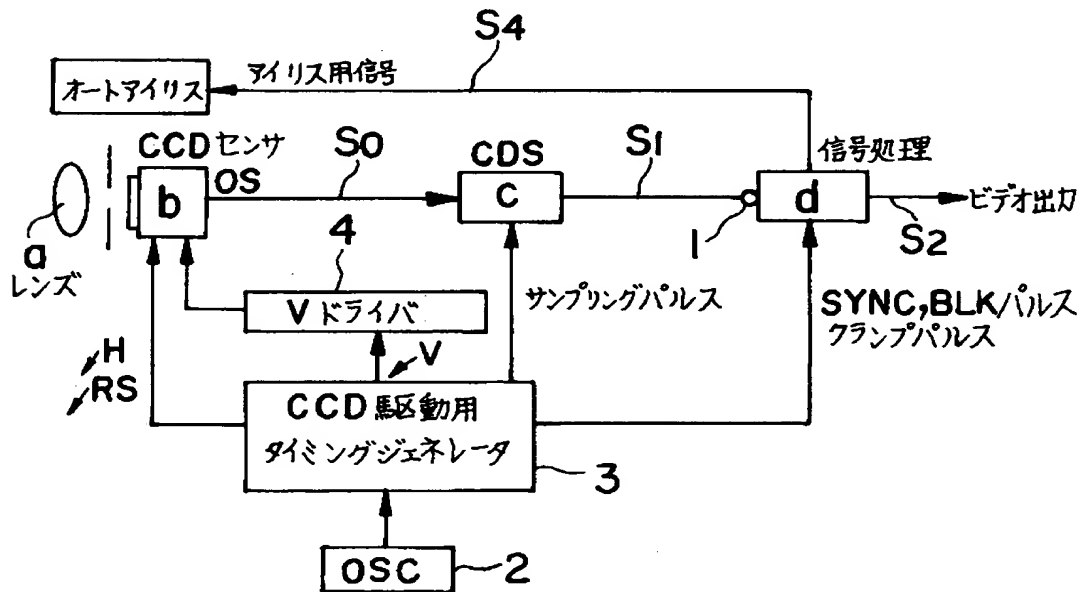 S4
アイリス用信号
オートアイリス
CCDセンサ
OS
S0
CDS
S1
信号処理
b
c
d
ビデオ出力
a
レンズ
4
1
S2
Vドライバ
サンプリングパルス
SYNC,BLKパルス
クランプパルス
H
RS
V
CCD駆動用
タイミングジェネレータ
3
OSC
2